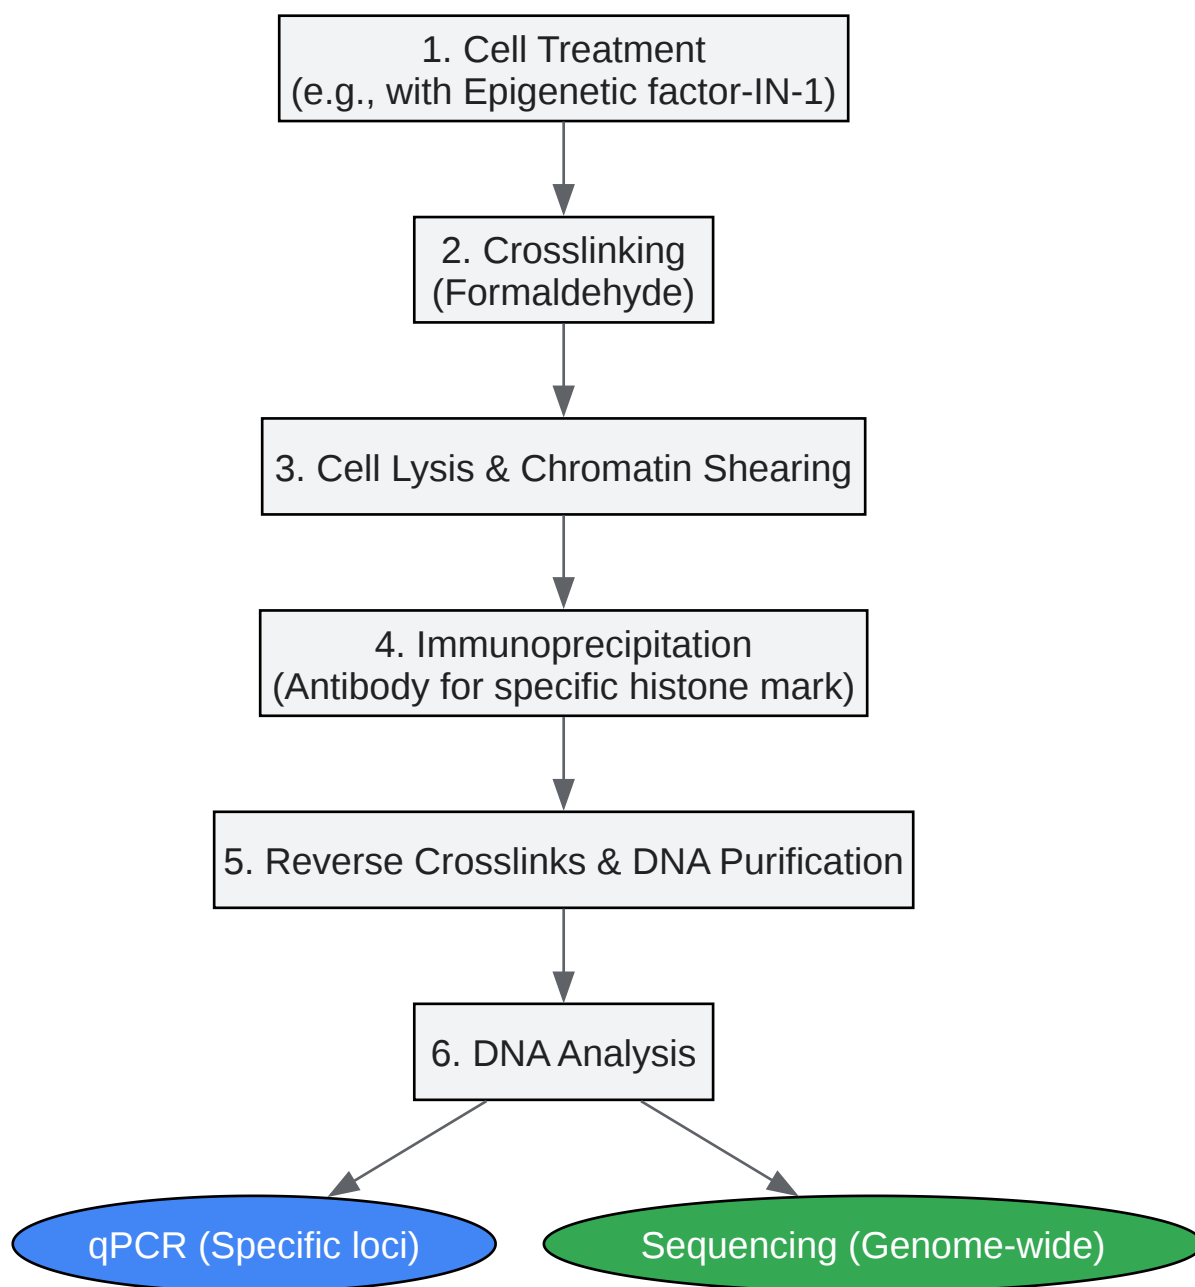 1. Cell Treatment
(e.g., with Epigenetic factor-IN-1)
2. Crosslinking
(Formaldehyde)
3. Cell Lysis & Chromatin Shearing
4. Immunoprecipitation
(Antibody for specific histone mark)
5. Reverse Crosslinks & DNA Purification
6. DNA Analysis
qPCR (Specific loci)
Sequencing (Genome-wide)